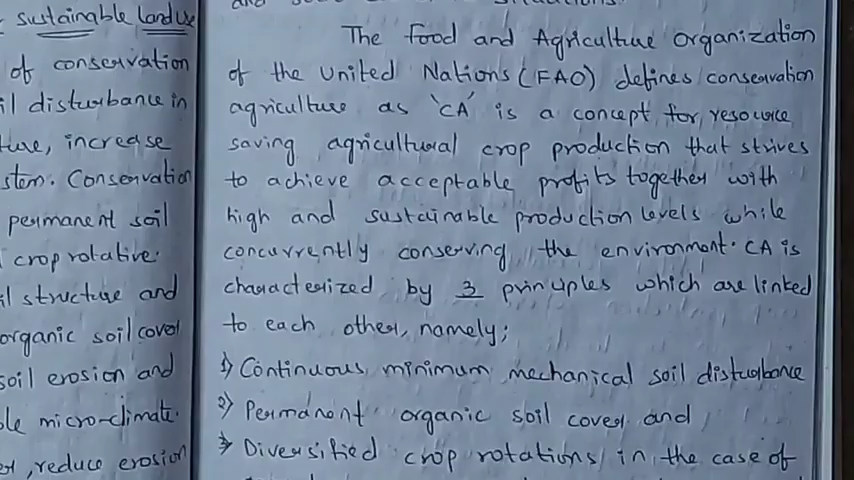 sustainable landuse
of conservation
il disturbance in
ture, increase
stem. Conservation
permanent soil
crop rotative.
il structure and
organic soil cover
soil erosion and
ble micro-climate.
er, reduce erosion
The Food and Agriculture Organization
of the United Nations (FAO) defines conservation
agriculture as 'CA' is a concept for, resource
saving agricultural crop production that strives
to achieve acceptable profits together with
high and sustainable production levels while
concurrently conserving the environment. CA is
characterized by 3 principles which are linked
to each other, namely;
1) Continuous minimum mechanical soil disturbance
2) Permanent organic soil cover and
3) Diversified crop rotations in the case of